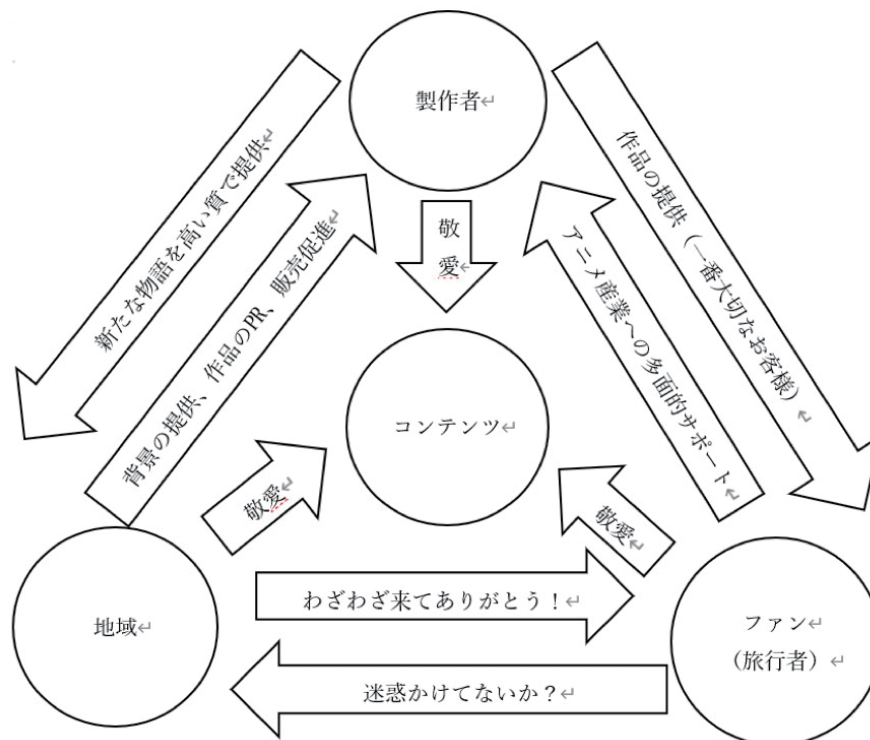 製作者
新たな物語を高い質で提供
背景の提供、作品のPR、販売促進
作品の提供（一番大切なお客様）
アニメ産業への多面的サポート
敬
愛
コンテンツ
敬愛
敬愛
地域
わざわざ来てありがとう！
迷惑かけてないか？
ファン
（旅行者）